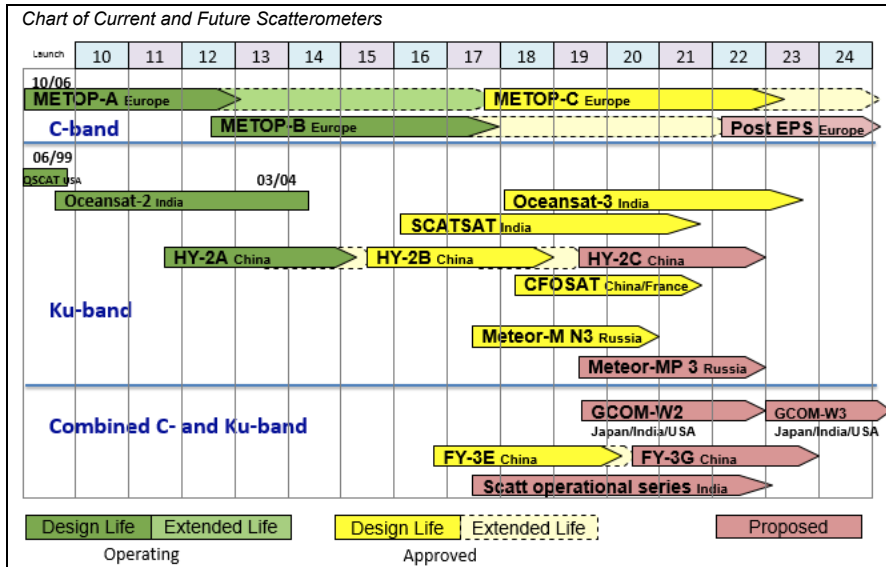 Chart of Current and Future Scatterometers
Launch 10 11 12 13 14 15 16 17 18 19 20 21 22 23 24
10/06
METOP-A Europe METOP-C Europe
C-band METOP-B Europe Post EPS Europe
06/99
QSCAT USA
Oceansat-2 India 03/04 Oceansat-3 India
SCATSAT India
HY-2A China HY-2B China HY-2C China
CFOSAT China/France
Ku-band
Meteor-M N3 Russia
Meteor-MP 3 Russia
GCOM-W2 GCOM-W3
Combined C- and Ku-band Japan/India/USA Japan/India/USA
FY-3E China FY-3G China
Scatt operational series India
Design Life Extended Life Design Life Extended Life Proposed
Operating Approved